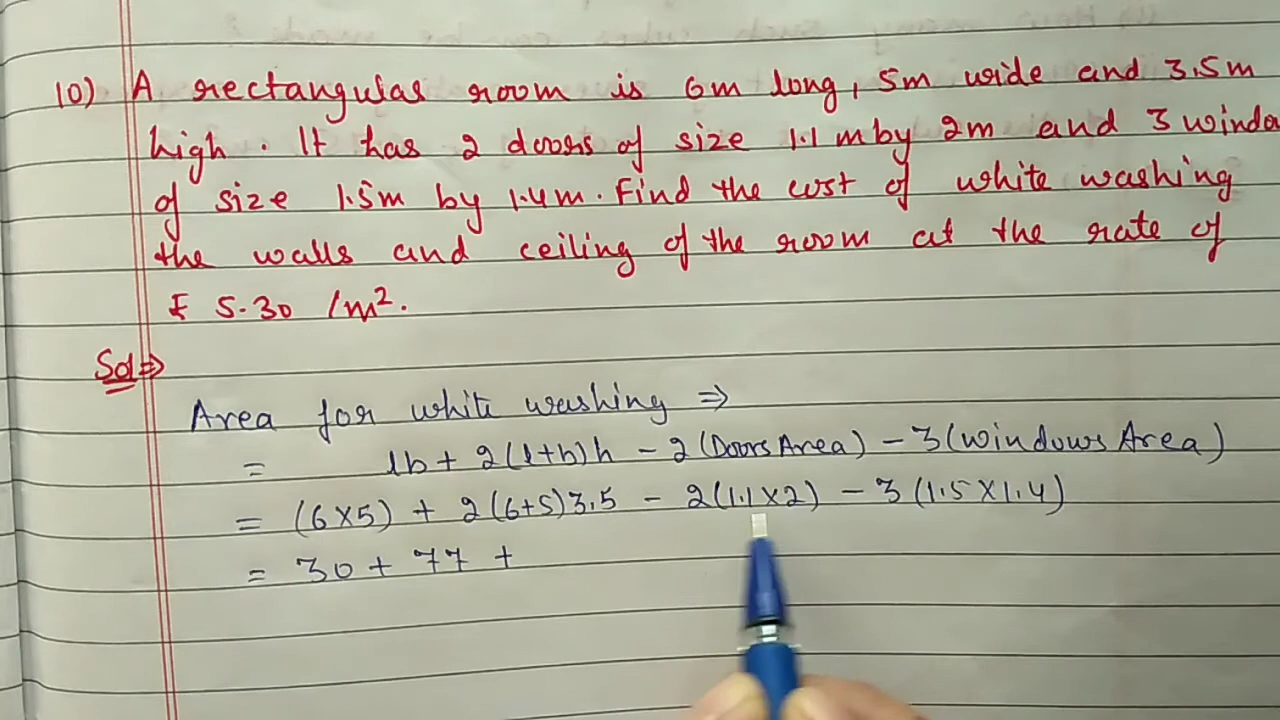 10) A rectangular room is 6m long, 5m wide and 3.5m
high. It has 2 doors of size 1.1m by 2m and 3 windo
of size 1.5m by 1.4m. Find the cost of white washing
the walls and ceiling of the room at the rate of
₹ 5.30 /m².
Sol⇒
Area for white washing ⇒
= lb + 2(l+b)h - 2(Doors Area) - 3(windows Area)
= (6×5) + 2(6+5)3.5 - 2(1.1×2) - 3(1.5×1.4)
= 30 + 77 +